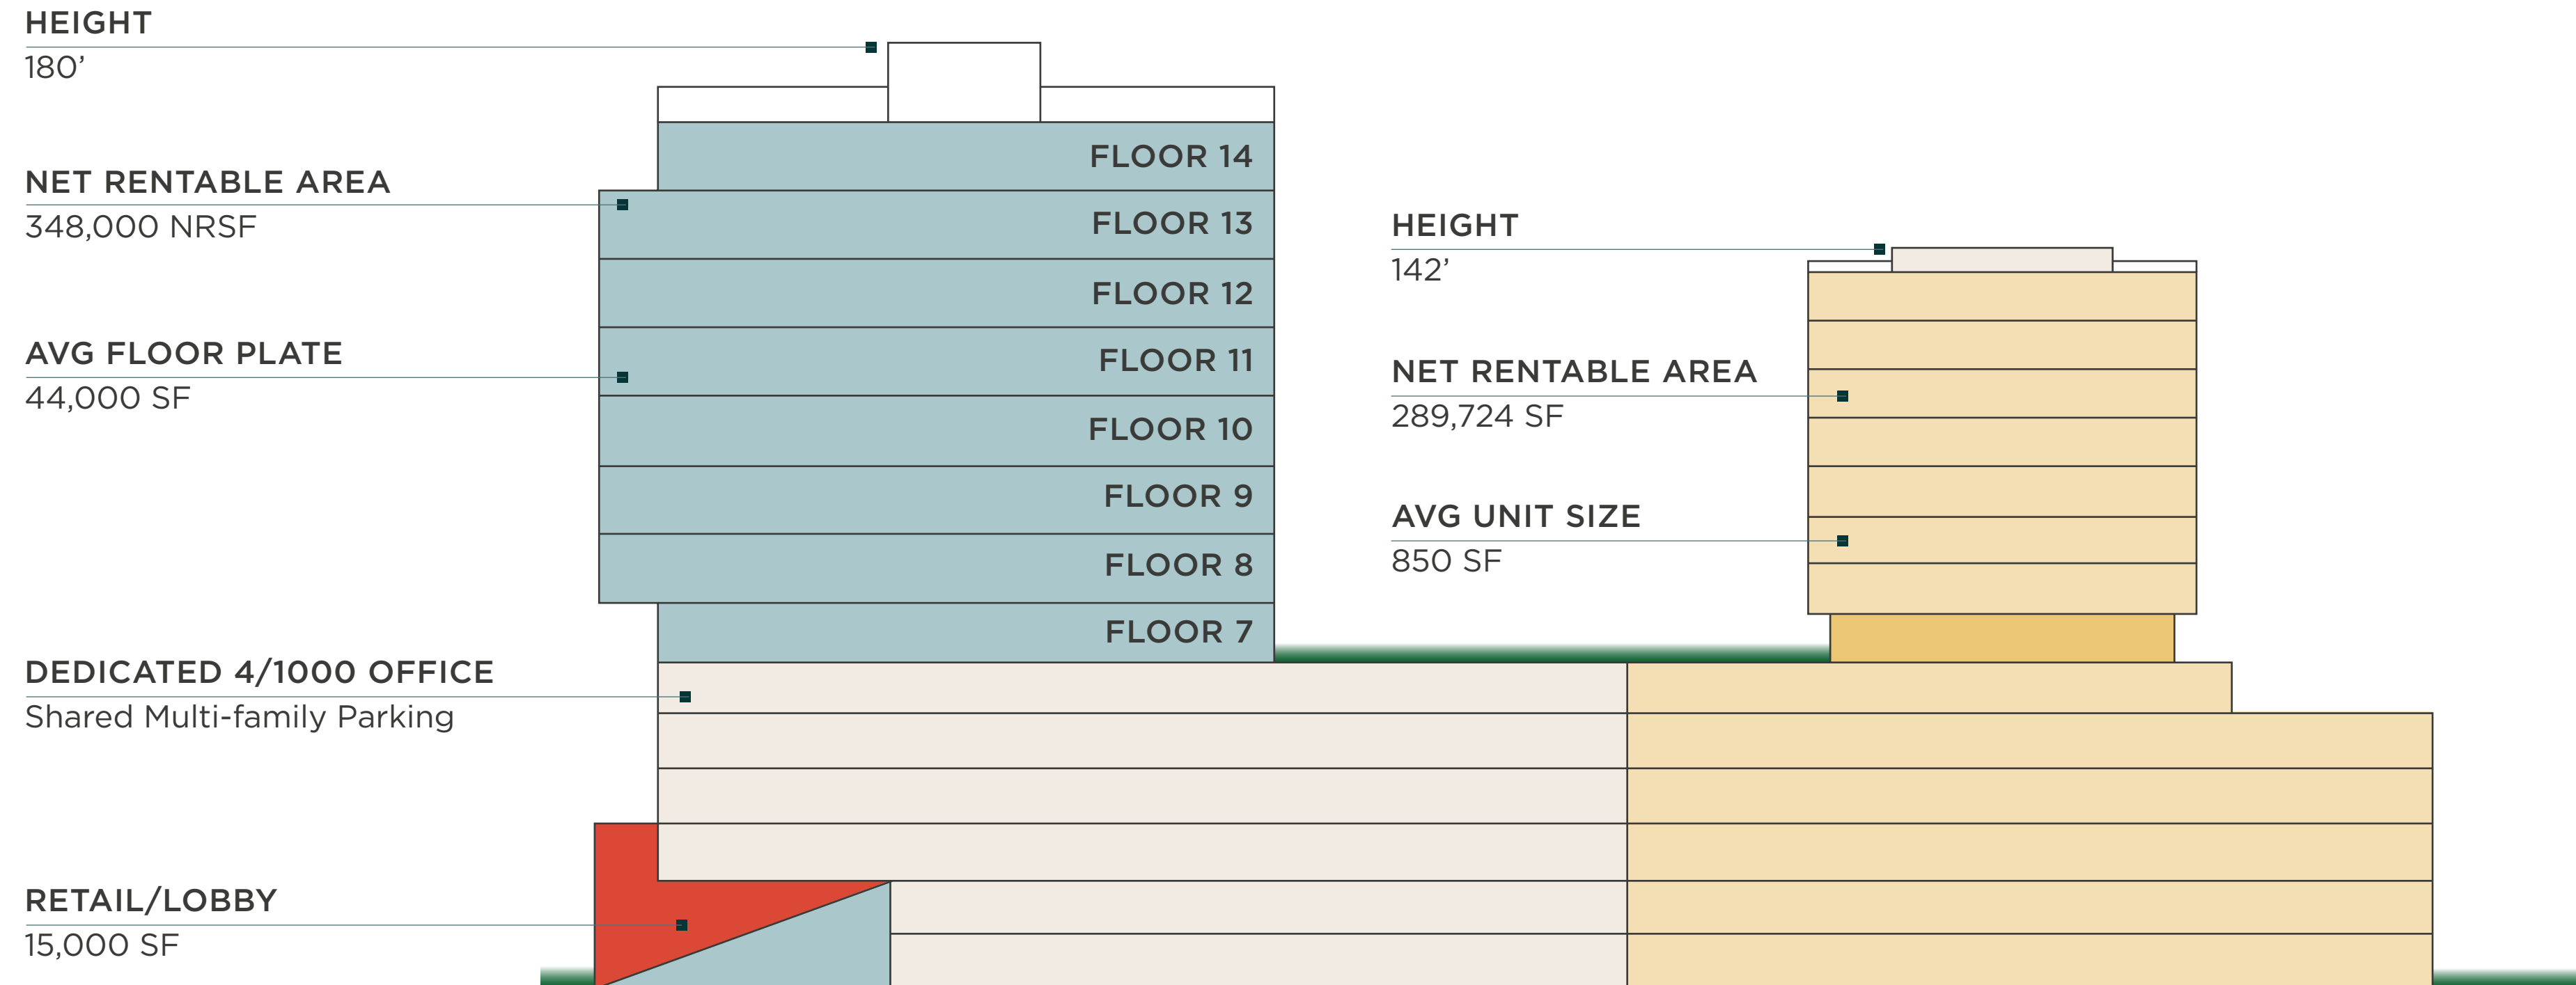 HEIGHT
180’
NET RENTABLE AREA
348,000 NRSF
AVG FLOOR PLATE
44,000 SF
DEDICATED 4/1000 OFFICE
Shared Multi-family Parking
RETAIL/LOBBY
15,000 SF
FLOOR 14
FLOOR 13
FLOOR 12
FLOOR 11
FLOOR 10
FLOOR 9
FLOOR 8
FLOOR 7
HEIGHT
142’
NET RENTABLE AREA
289,724 SF
AVG UNIT SIZE
850 SF